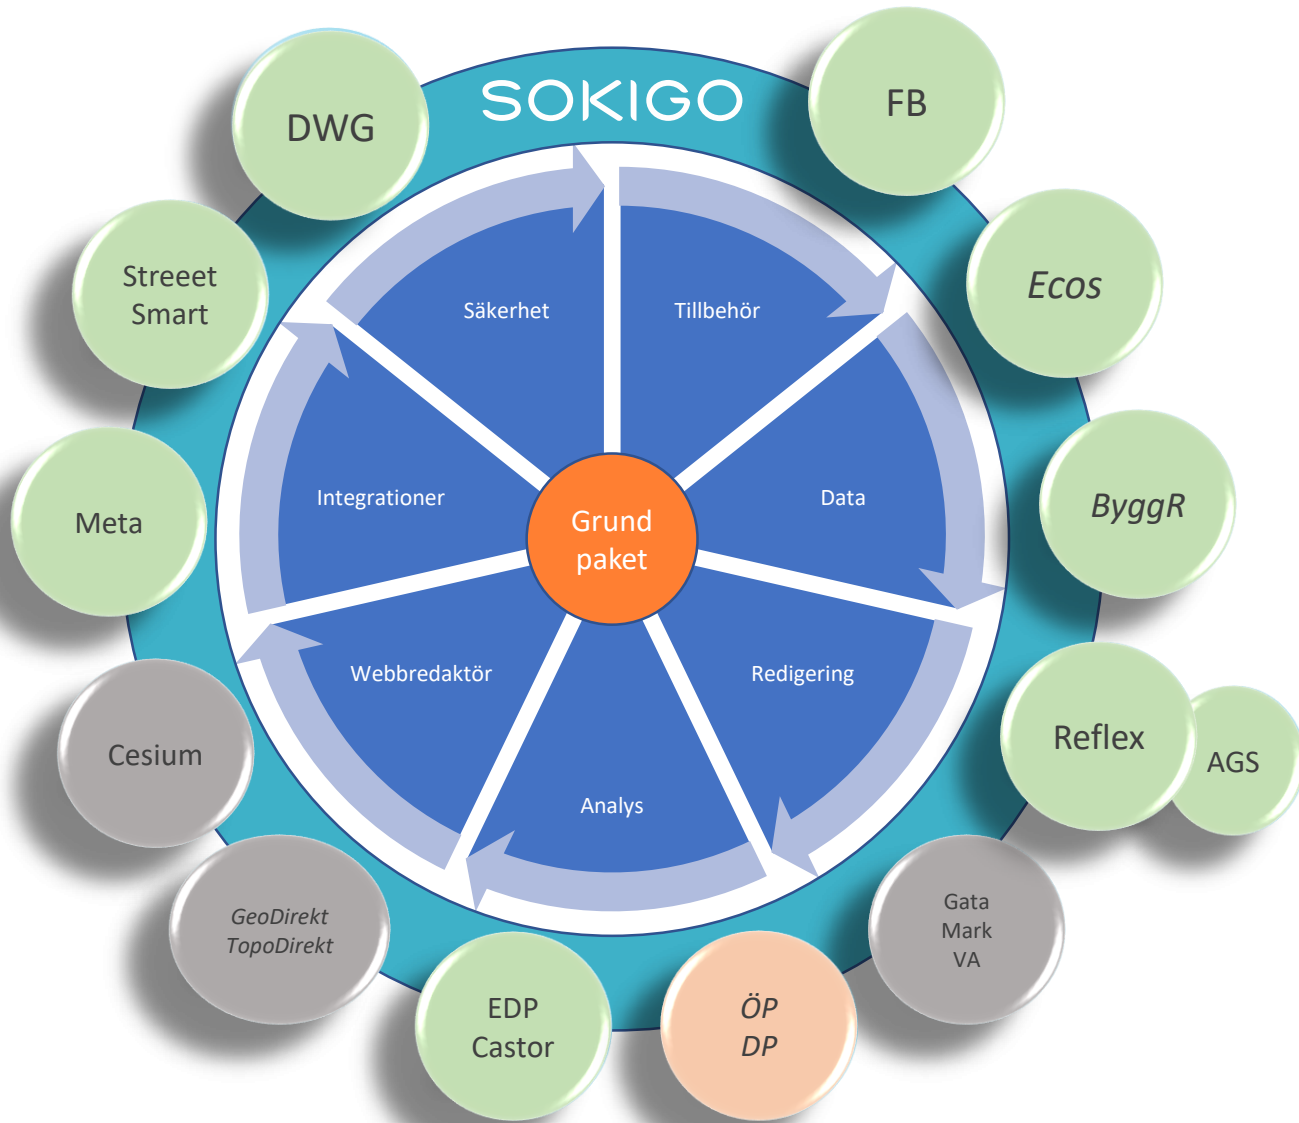 SOKIGO
DWG
FB
Streeet
Smart
Ecos
Säkerhet
Tillbehör
Integrationer
Data
ByggR
Meta
Grund
paket
Webbredaktör
Redigering
Reflex
AGS
Cesium
Analys
GeoDirekt
TopoDirekt
Gata
Mark
VA
EDP
Castor
ÖP
DP